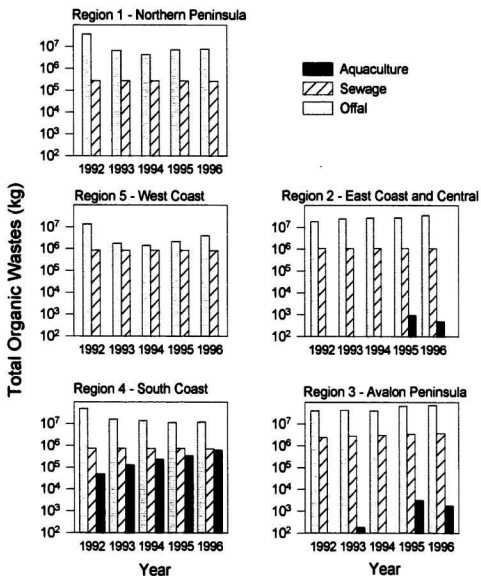 Region 1 - Northern Peninsula
10⁷
10⁶
10⁵
10⁴
10³
10²
1992 1993 1994 1995 1996
Aquaculture
Sewage
Offal
Total Organic Wastes (kg)
Region 5 - West Coast
10⁷
10⁶
10⁵
10⁴
10³
10²
1992 1993 1994 1995 1996
Region 2 - East Coast and Central
10⁷
10⁶
10⁵
10⁴
10³
10²
1992 1993 1994 1995 1996
Region 4 - South Coast
10⁷
10⁶
10⁵
10⁴
10³
10²
1992 1993 1994 1995 1996
Year
Region 3 - Avalon Peninsula
10⁷
10⁶
10⁵
10⁴
10³
10²
1992 1993 1994 1995 1996
Year